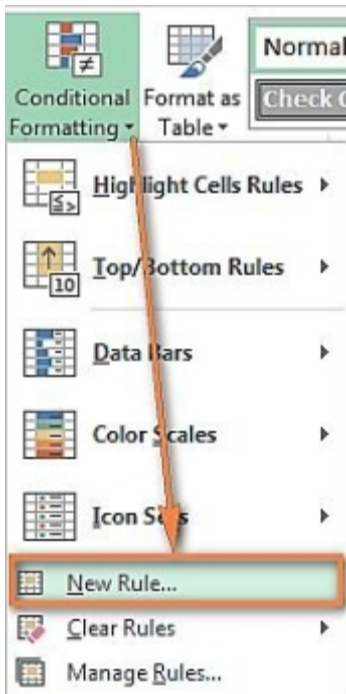 Normal
Conditional Formatting
Format as Table
Check
Highlight Cells Rules
Top/Bottom Rules
10
Data Bars
Color Scales
Icon Sets
New Rule...
Clear Rules
Manage Rules...